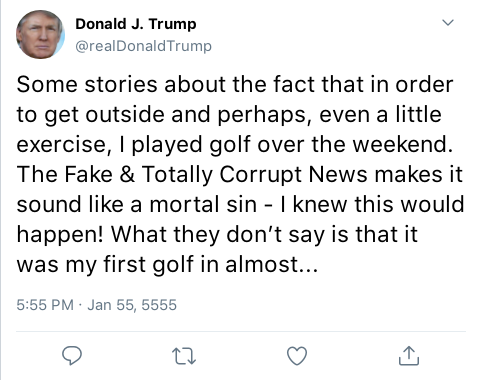 Donald J. Trump
@realDonaldTrump
Some stories about the fact that in order
to get outside and perhaps, even a little
exercise, I played golf over the weekend.
The Fake & Totally Corrupt News makes it
sound like a mortal sin - I knew this would
happen! What they don’t say is that it
was my first golf in almost...
5:55 PM · Jan 55, 5555